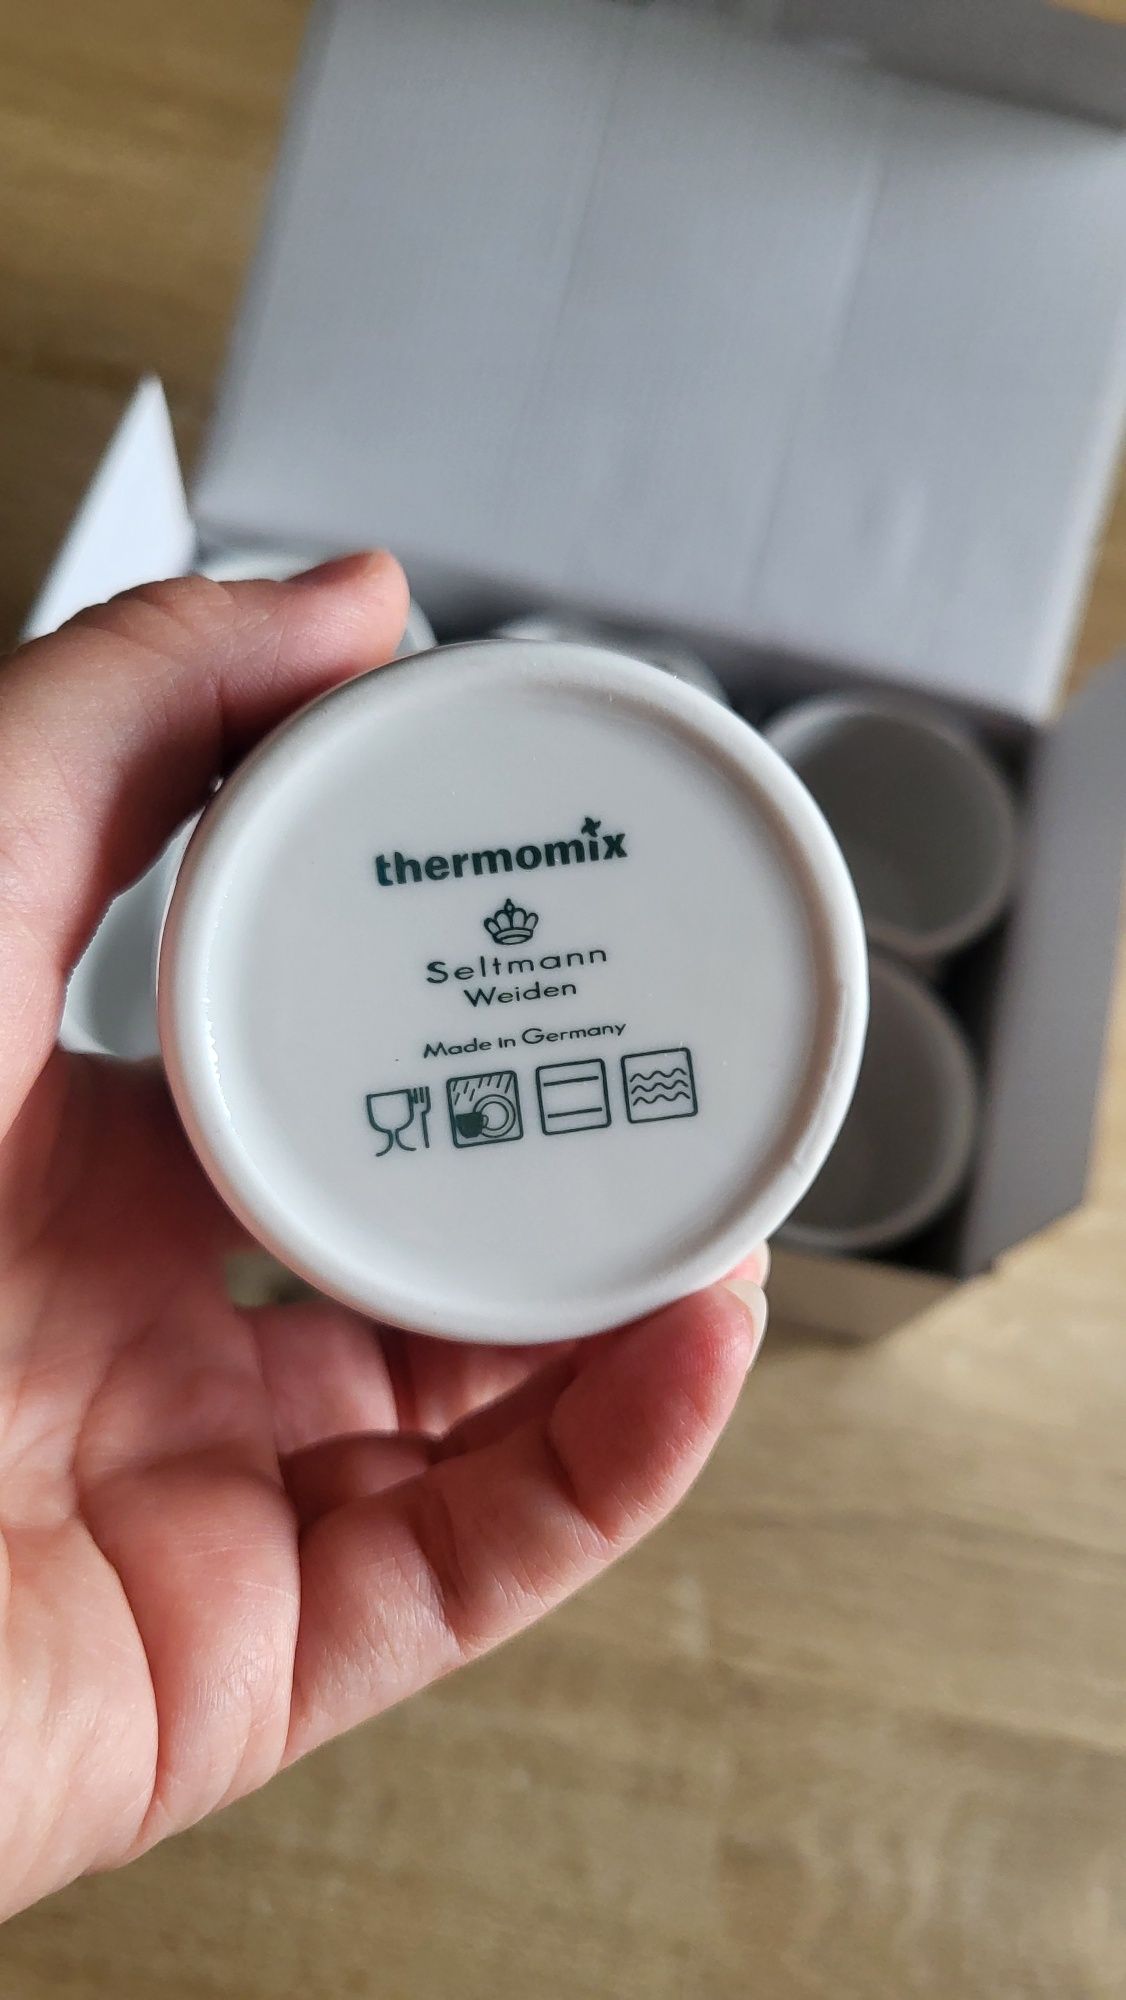 thermomix
Seltmann
Weiden
Made in Germany